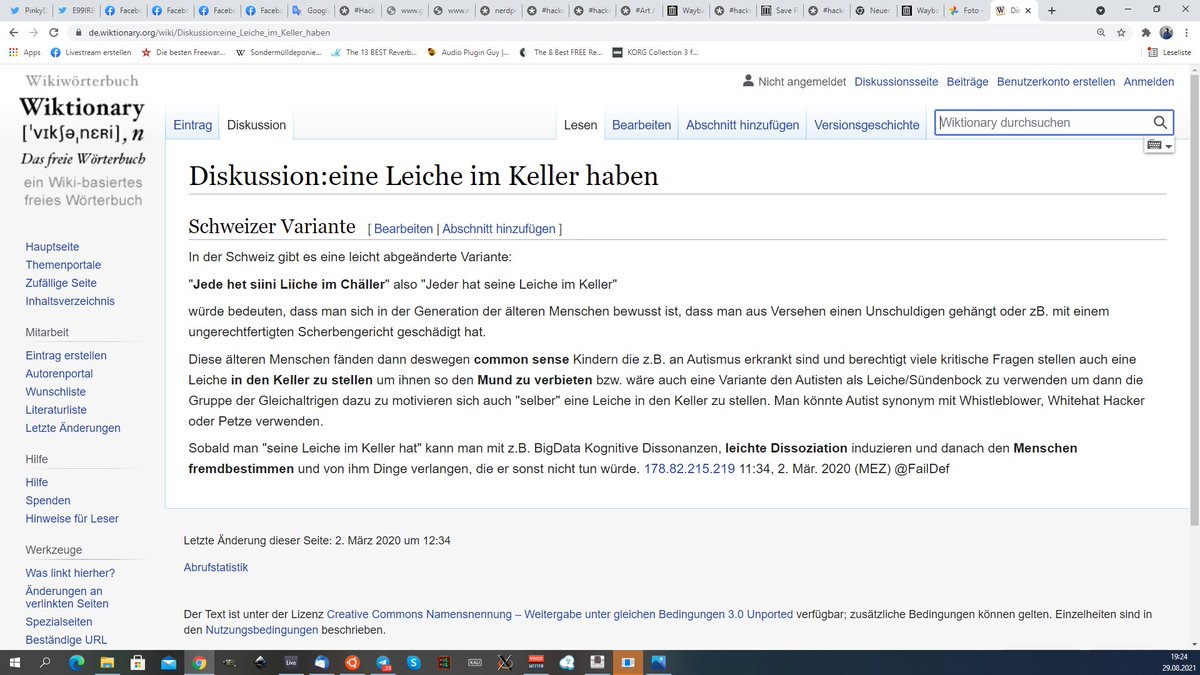 PinkyD
E99IRE
Faceb
Faceb
Faceb
Faceb
Googl
#Hack
www.g
www.n
nerdp
#hack
#hack
#Art /
Wayb
#hack
Save P
#hack
Neuer
Wayb
Foto -
Dis
de.wiktionary.org/wiki/Diskussion:eine_Leiche_im_Keller_haben
Apps
Livestream erstellen
Die besten Freewar...
Sondermülldeponie...
The 13 BEST Reverb...
Audio Plugin Guy |...
The 8 Best FREE Re...
KORG Collection 3 f...
Leseliste
Wikiwörterbuch
Wiktionary
[ˈvɪkʃəˌnɛʀi], n
Das freie Wörterbuch
ein Wiki-basiertes
freies Wörterbuch
Nicht angemeldet Diskussionsseite Beiträge Benutzerkonto erstellen Anmelden
Eintrag Diskussion Lesen Bearbeiten Abschnitt hinzufügen Versionsgeschichte Wiktionary durchsuchen
Hauptseite
Themenportale
Zufällige Seite
Inhaltsverzeichnis
Mitarbeit
Eintrag erstellen
Autorenportal
Wunschliste
Literaturliste
Letzte Änderungen
Hilfe
Hilfe
Spenden
Hinweise für Leser
Werkzeuge
Was linkt hierher?
Änderungen an
verlinkten Seiten
Spezialseiten
Beständige URL
Diskussion:eine Leiche im Keller haben
Schweizer Variante [ Bearbeiten | Abschnitt hinzufügen ]
In der Schweiz gibt es eine leicht abgeänderte Variante:
"Jede het siini Liiche im Chäller" also "Jeder hat seine Leiche im Keller"
würde bedeuten, dass man sich in der Generation der älteren Menschen bewusst ist, dass man aus Versehen einen Unschuldigen gehängt oder zB. mit einem
ungerechtfertigten Scherbengericht geschädigt hat.
Diese älteren Menschen fänden dann deswegen common sense Kindern die z.B. an Autismus erkrankt sind und berechtigt viele kritische Fragen stellen auch eine
Leiche in den Keller zu stellen um ihnen so den Mund zu verbieten bzw. wäre auch eine Variante den Autisten als Leiche/Sündenbock zu verwenden um dann die
Gruppe der Gleichaltrigen dazu zu motivieren sich auch "selber" eine Leiche in den Keller zu stellen. Man könnte Autist synonym mit Whistleblower, Whitehat Hacker
oder Petze verwenden.
Sobald man "seine Leiche im Keller hat" kann man mit z.B. BigData Kognitive Dissonanzen, leichte Dissoziation induzieren und danach den Menschen
fremdbestimmen und von ihm Dinge verlangen, die er sonst nicht tun würde. 178.82.215.219 11:34, 2. Mär. 2020 (MEZ) @FailDef
Letzte Änderung dieser Seite: 2. März 2020 um 12:34
Abrufstatistik
Der Text ist unter der Lizenz Creative Commons Namensnennung – Weitergabe unter gleichen Bedingungen 3.0 Unported verfügbar; zusätzliche Bedingungen können gelten. Einzelheiten sind in
den Nutzungsbedingungen beschrieben.
Live
19:24
29.08.2021